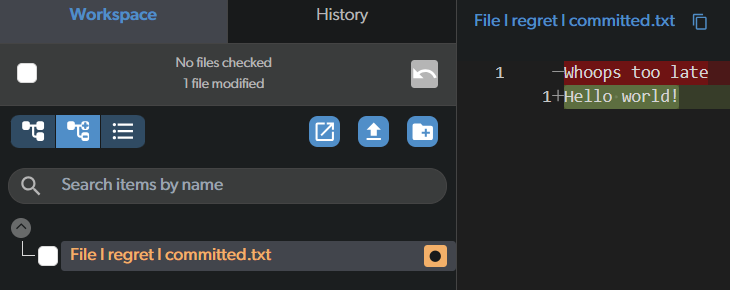 Workspace
History
No files checked
1 file modified
Search items by name
File I regret I committed.txt
File I regret I committed.txt
1 −Whoops too late
1+Hello world!